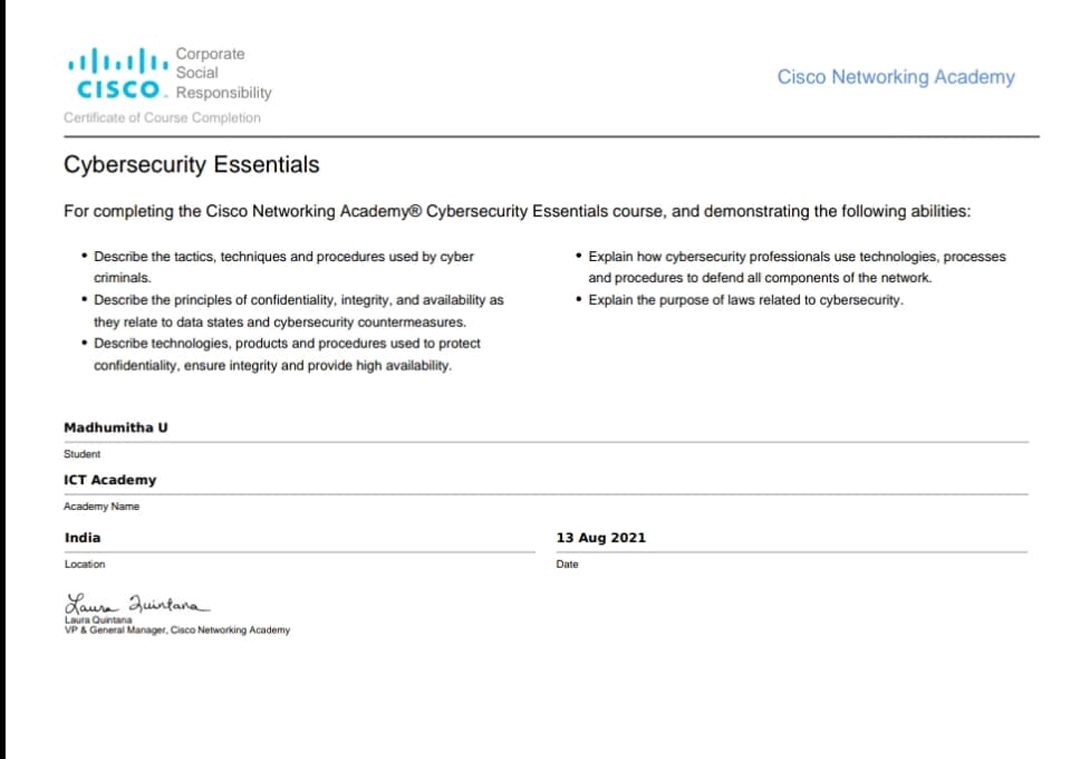 Corporate
Social
CISCO. Responsibility
Cisco Networking Academy
Certificate of Course Completion
Cybersecurity Essentials
For completing the Cisco Networking Academy® Cybersecurity Essentials course, and demonstrating the following abilities:
• Describe the tactics, techniques and procedures used by cyber
criminals.
• Describe the principles of confidentiality, integrity, and availability as
they relate to data states and cybersecurity countermeasures.
• Describe technologies, products and procedures used to protect
confidentiality, ensure integrity and provide high availability.
• Explain how cybersecurity professionals use technologies, processes
and procedures to defend all components of the network.
• Explain the purpose of laws related to cybersecurity.
Madhumitha U
Student
ICT Academy
Academy Name
India
Location
13 Aug 2021
Date
Laura Quintana
Laura Quintana
VP & General Manager, Cisco Networking Academy